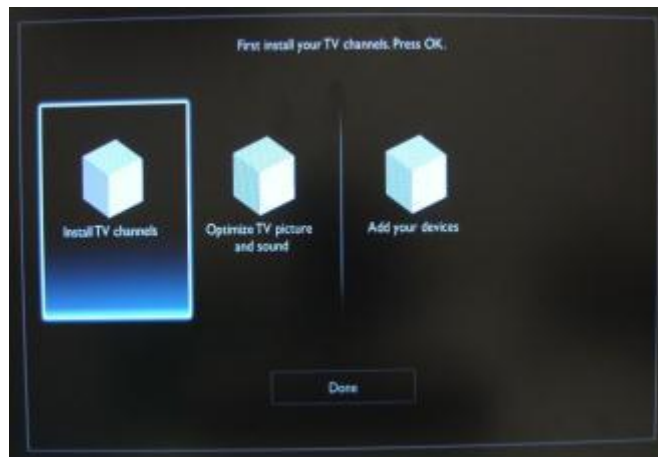 First install your TV channels. Press OK.
Install TV channels
Optimize TV picture
and sound
Add your devices
Done